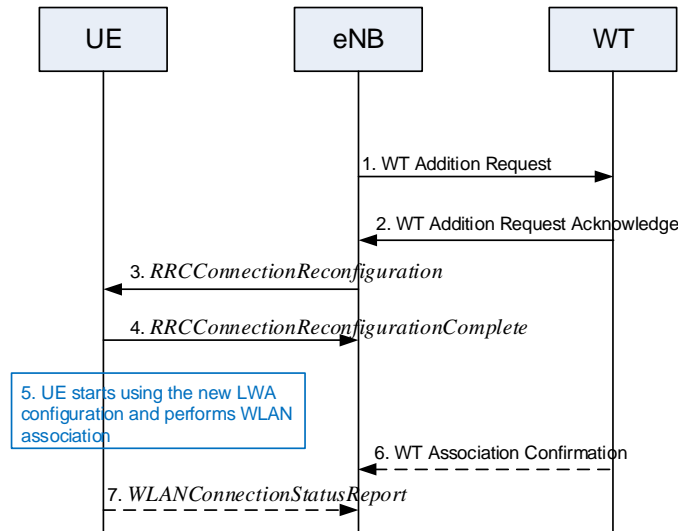 UE
eNB
WT
1. WT Addition Request
2. WT Addition Request Acknowledge
3. RRCConnectionReconfiguration
4. RRCConnectionReconfigurationComplete
5. UE starts using the new LWA
configuration and performs WLAN
association
6. WT Association Confirmation
7. WLANConnectionStatusReport